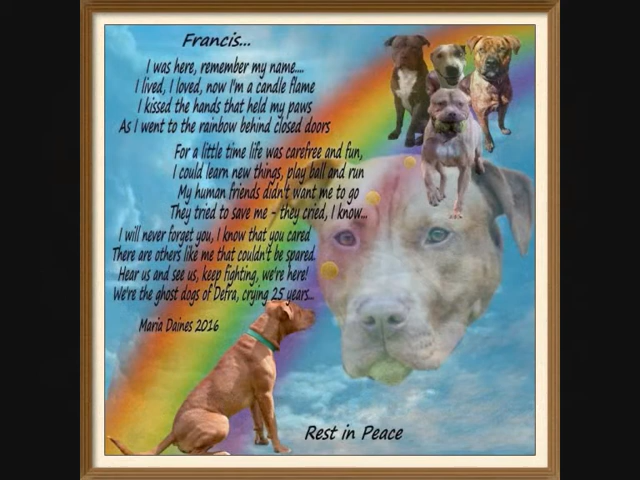 Francis...
I was here, remember my name....
I lived, I loved, now I'm a candle flame
I kissed the hands that held my paws
As I went to the rainbow behind closed doors
For a little time life was carefree and fun,
I could learn new things, play ball and run
My human friends didn't want me to go
They tried to save me - they cried, I know...
I will never forget you, I know that you cared
There are others like me that couldn't be spared.
Hear us and see us, keep fighting, we're here!
We're the ghost dogs of Defra, crying 25 years...
Maria Daines 2016
Rest in Peace